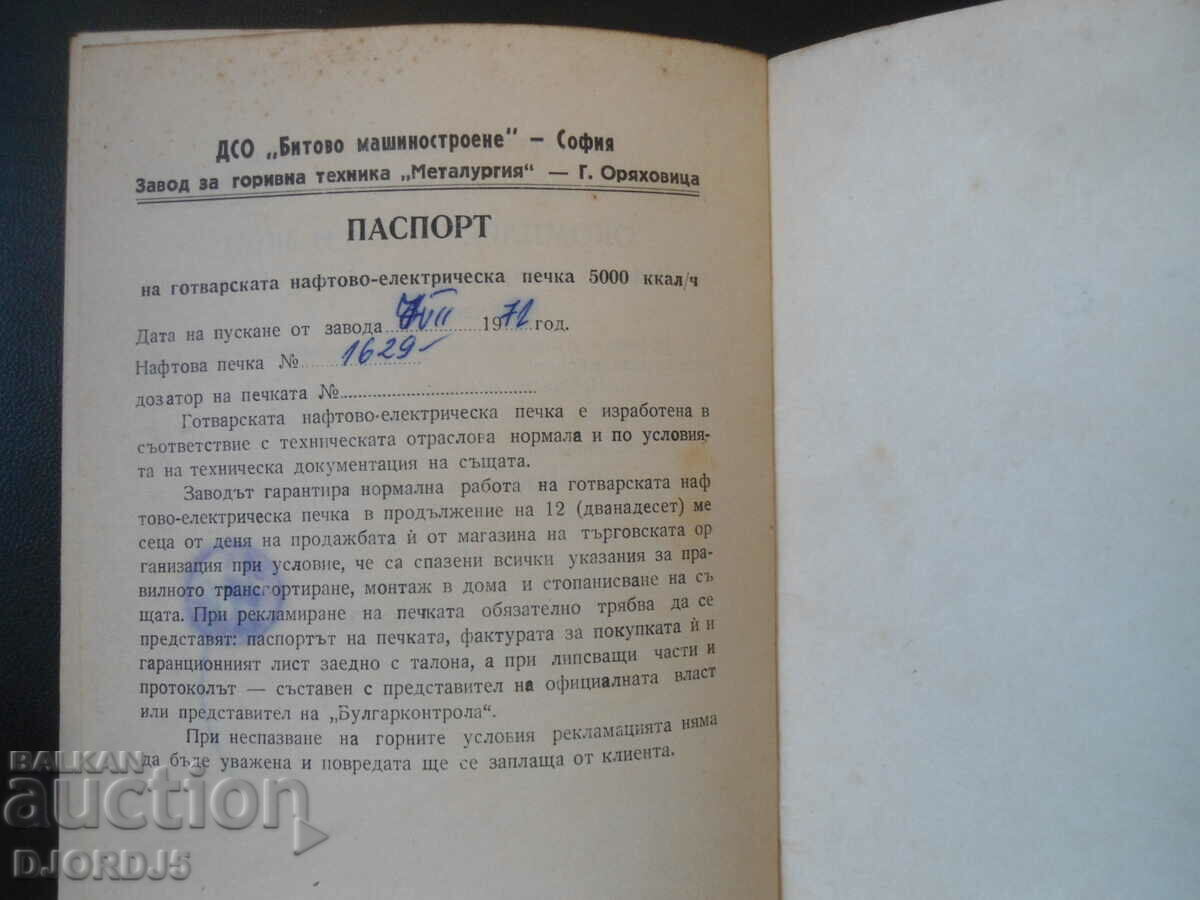 ДСО „Битово машиностроене“ – София
Завод за горивна техника „Металургия“ — Г. Оряховица
ПАСПОРТ
на готварската нафтово-електрическа печка 5000 ккал/ч
Дата на пускане от завода VII 1971 год.
Нафтова печка № 1629
дозатор на печката №
Готварската нафтово-електрическа печка е изработена в
съответствие с техническата отраслова нормала и по условия-
та на техническа документация на същата.
Заводът гарантира нормална работа на готварската наф
тово-електрическа печка в продължение на 12 (дванадесет) ме
сеца от деня на продажбата ѝ от магазина на търговската ор
ганизация при условие, че са спазени всички указания за пра-
вилното транспортиране, монтаж в дома и стопанисване на съ
щата. При рекламиране на печката обязателно трябва да се
представят: паспортът на печката, фактурата за покупката ѝ и
гаранционният лист заедно с талона, а при липсващи части и
протоколът — съставен с представител на официалната власт
или представител на „Булгарконтрола“.
При неспазване на горните условия рекламацията няма
да бъде уважена и повредата ще се заплаща от клиента.
BALKAN
auction
DJORDJ5